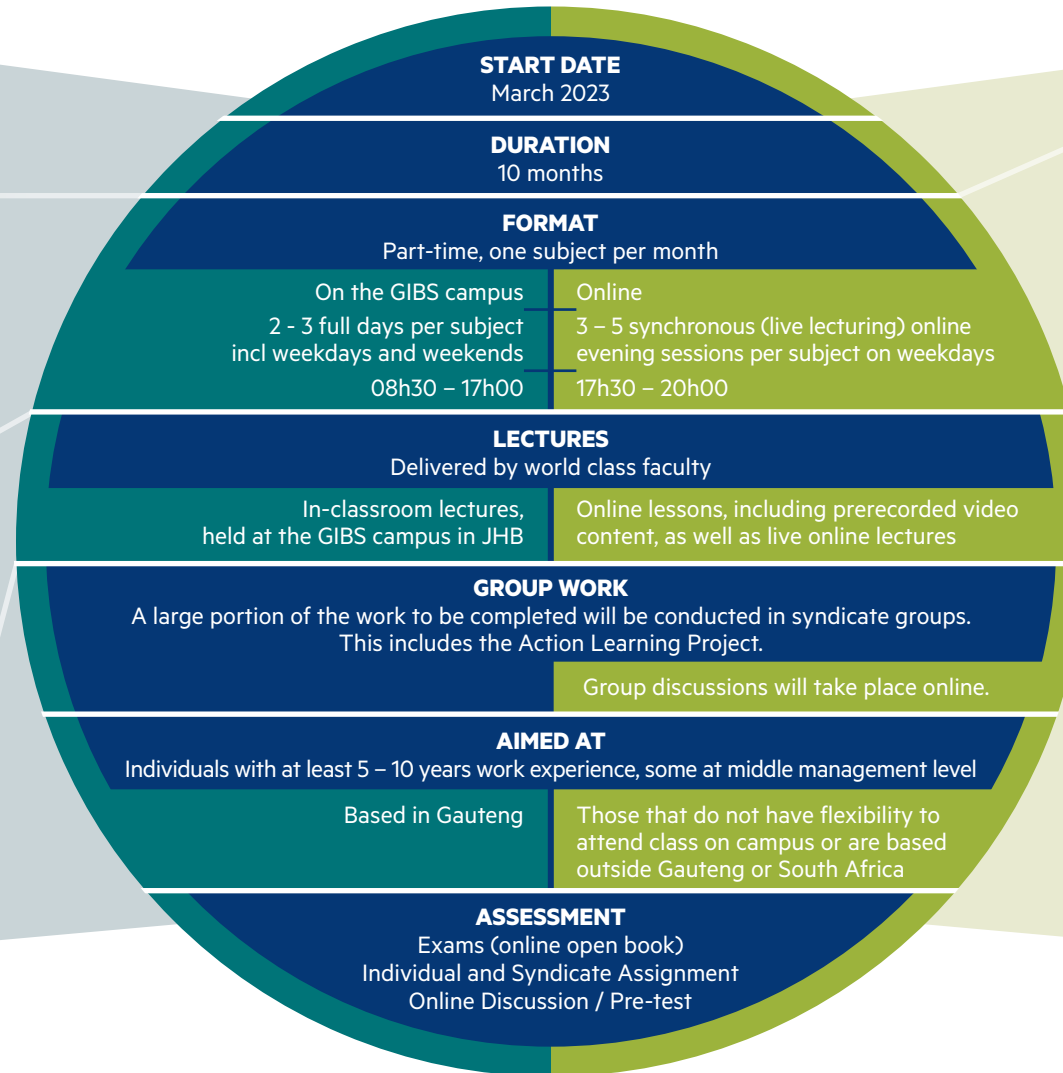 START DATE
March 2023
DURATION
10 months
FORMAT
Part-time, one subject per month
On the GIBS campus
2 - 3 full days per subject
incl weekdays and weekends
08h30 – 17h00
Online
3 – 5 synchronous (live lecturing) online
evening sessions per subject on weekdays
17h30 – 20h00
LECTURES
Delivered by world class faculty
In-classroom lectures,
held at the GIBS campus in JHB
Online lessons, including prerecorded video
content, as well as live online lectures
GROUP WORK
A large portion of the work to be completed will be conducted in syndicate groups.
This includes the Action Learning Project.
Group discussions will take place online.
AIMED AT
Individuals with at least 5 – 10 years work experience, some at middle management level
Based in Gauteng
Those that do not have flexibility to
attend class on campus or are based
outside Gauteng or South Africa
ASSESSMENT
Exams (online open book)
Individual and Syndicate Assignment
Online Discussion / Pre-test